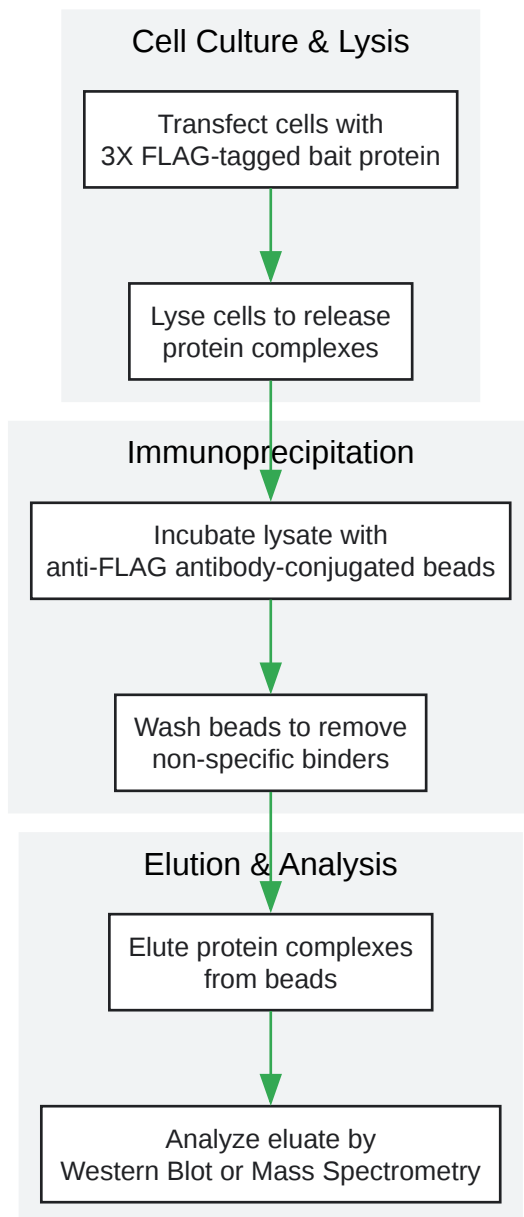 Cell Culture & Lysis
Transfect cells with
3X FLAG-tagged bait protein
Lyse cells to release
protein complexes
Immunoprecipitation
Incubate lysate with
anti-FLAG antibody-conjugated beads
Wash beads to remove
non-specific binders
Elution & Analysis
Elute protein complexes
from beads
Analyze eluate by
Western Blot or Mass Spectrometry